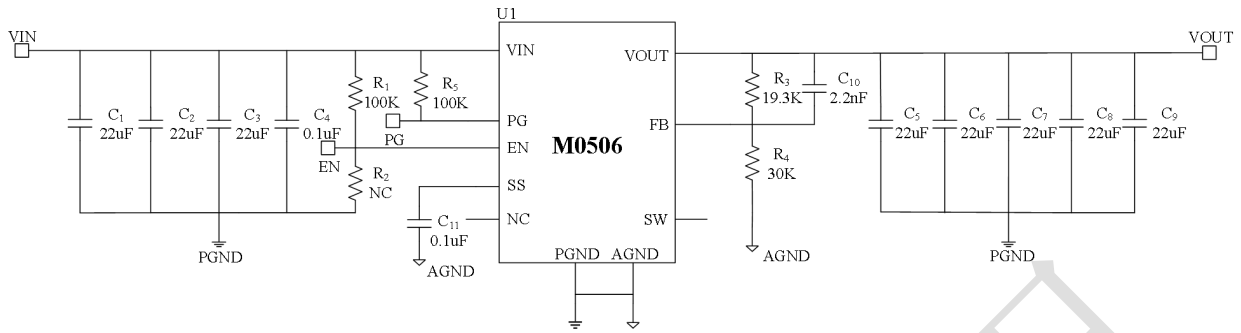 U1
VIN
VOUT
VIN
VOUT
R1
100K
R5
100K
R3
19.3K
C10
2.2nF
C1
22uF
C2
22uF
C3
22uF
C4
0.1uF
PG
PG
FB
C5
22uF
C6
22uF
C7
22uF
C8
22uF
C9
22uF
EN
EN
M0506
R2
NC
R4
30K
SS
C11
0.1uF
NC
SW
PGND
AGND
PGND
AGND
AGND
PGND